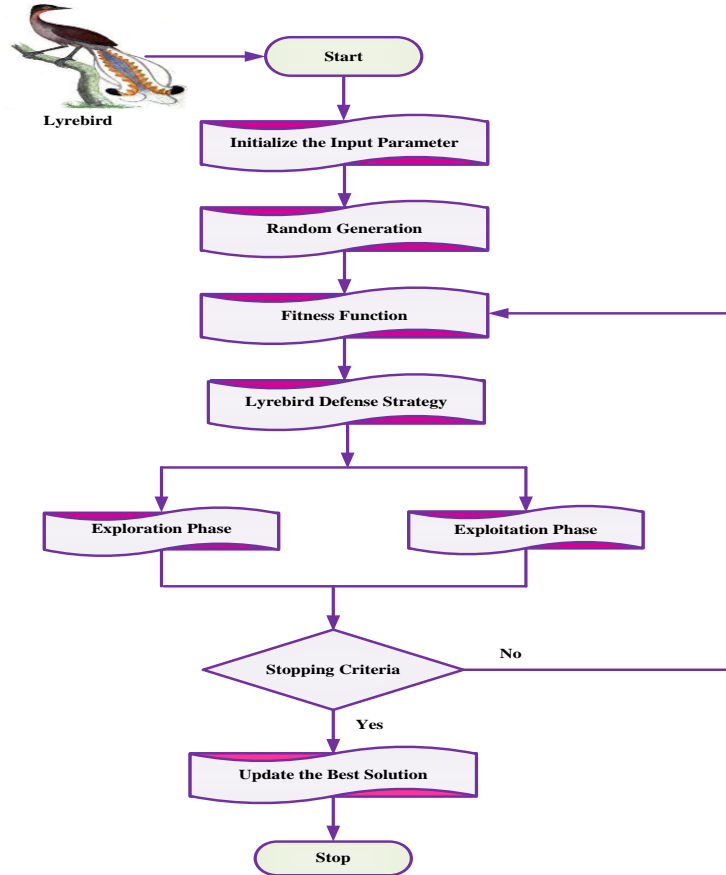 Start
Lyrebird
Initialize the Input Parameter
Random Generation
Fitness Function
Lyrebird Defense Strategy
Exploration Phase
Exploitation Phase
Stopping Criteria
No
Yes
Update the Best Solution
Stop